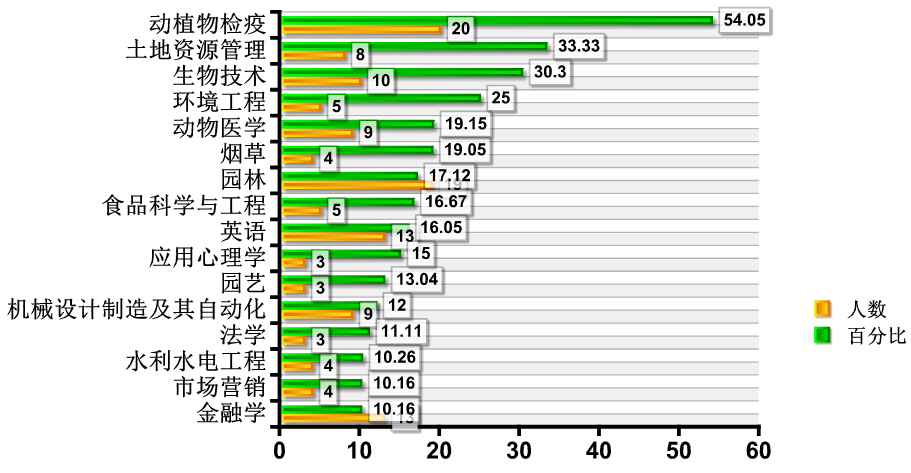 动植物检疫 54.05
20
土地资源管理 33.33
8
生物技术 30.3
10
环境工程 25
5
动物医学 19.15
9
烟草 19.05
4
园林 17.12
食品科学与工程 16.67
5
英语 16.05
13
应用心理学 15
3
园艺 13.04
3
机械设计制造及其自动化 12
9
法学 11.11
3
水利水电工程 10.26
4
市场营销 10.16
4
金融学 10.16
13
0 10 20 30 40 50 60
人数
百分比